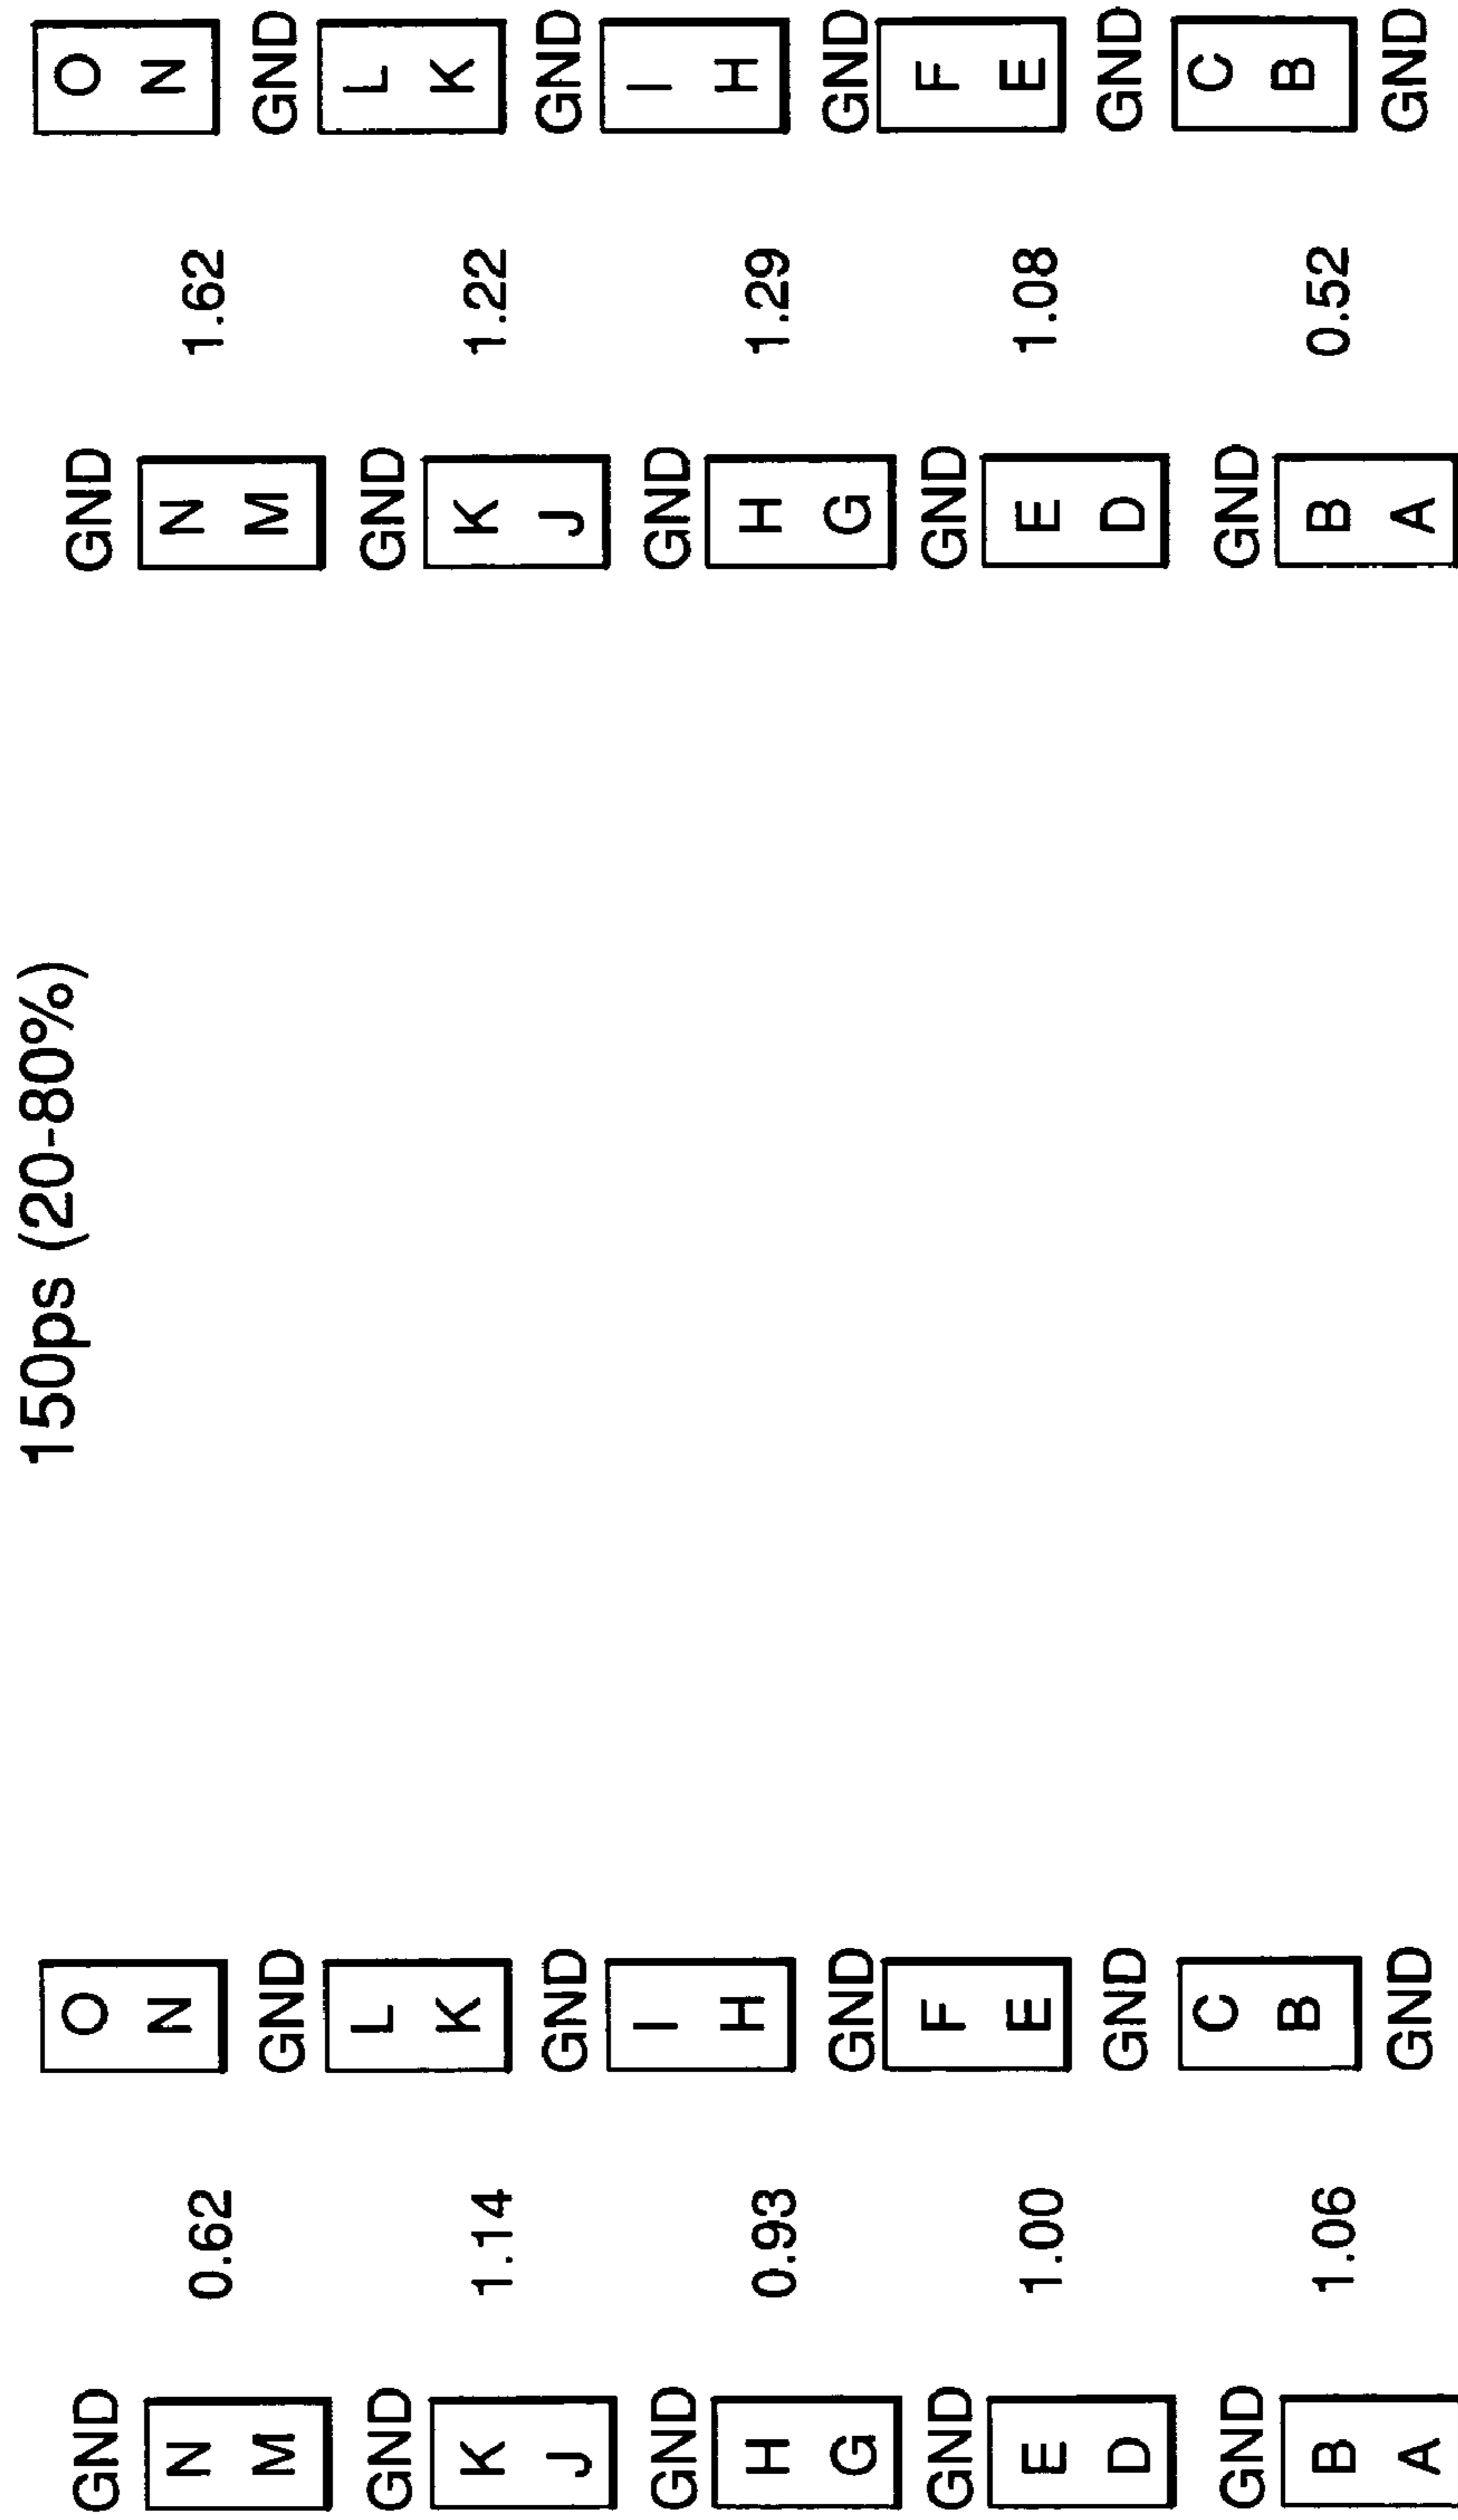 150ps (20-80%)
GND
N
M
GND
K
J
GND
H
G
GND
E
D
GND
B
A
0.62
1.14
0.93
1.00
1.06
O
N
GND
L
K
GND
I
H
GND
F
E
GND
C
B
GND
GND
N
M
GND
K
J
GND
H
G
GND
E
D
GND
B
A
1.62
1.22
1.29
1.08
0.52
O
N
GND
L
K
GND
I
H
GND
F
E
GND
C
B
GND